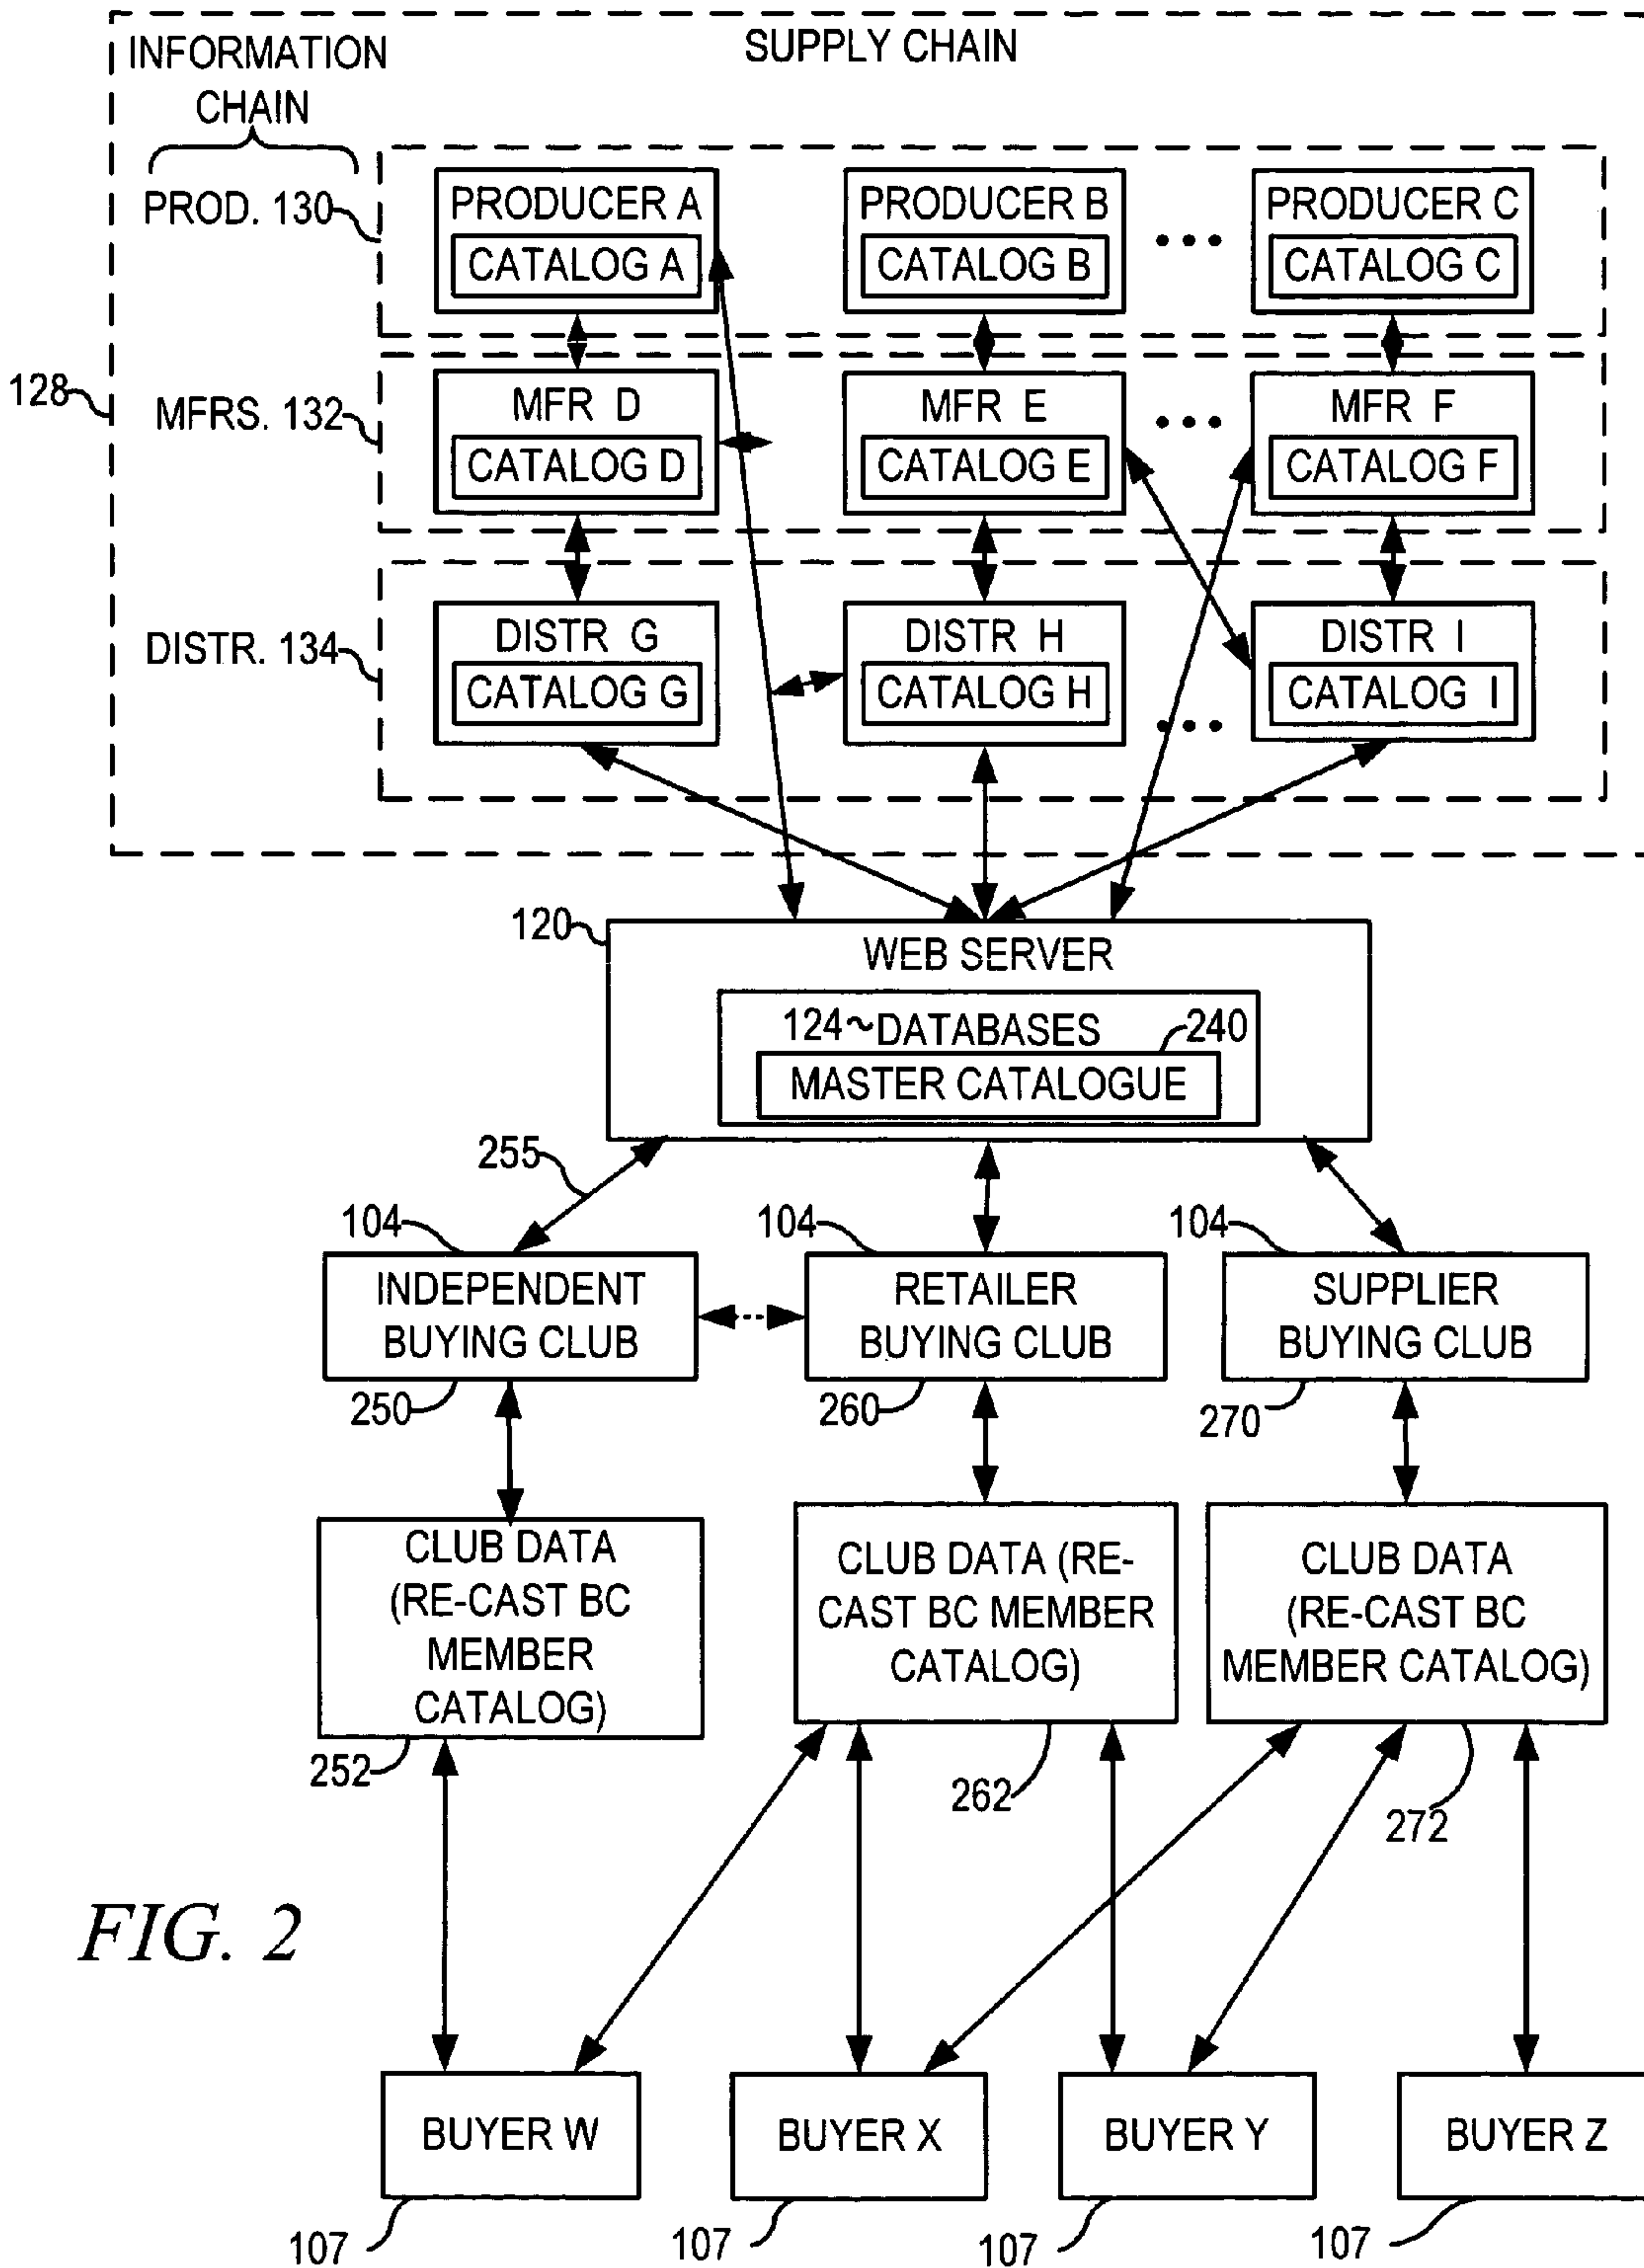 INFORMATION
CHAIN
SUPPLY CHAIN
PROD. 130
PRODUCER A
CATALOG A
PRODUCER B
CATALOG B
PRODUCER C
CATALOG C
128
MFRS. 132
MFR D
CATALOG D
MFR E
CATALOG E
MFR F
CATALOG F
DISTR. 134
DISTR G
CATALOG G
DISTR H
CATALOG H
DISTR I
CATALOG I
120
WEB SERVER
124~DATABASES
240
MASTER CATALOGUE
255
104
INDEPENDENT
BUYING CLUB
250
104
RETAILER
BUYING CLUB
260
104
SUPPLIER
BUYING CLUB
270
CLUB DATA
(RE-CAST BC
MEMBER
CATALOG)
252
CLUB DATA (RE-
CAST BC MEMBER
CATALOG)
262
CLUB DATA
(RE-CAST BC
MEMBER CATALOG)
272
FIG. 2
BUYER W
107
BUYER X
107
BUYER Y
107
BUYER Z
107